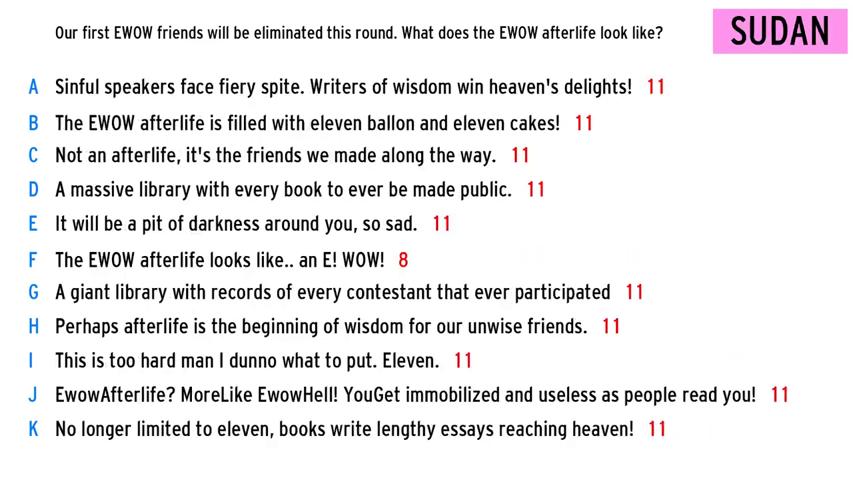 Our first EWOW friends will be eliminated this round. What does the EWOW afterlife look like?
SUDAN
A Sinful speakers face fiery spite. Writers of wisdom win heaven's delights! 11
B The EWOW afterlife is filled with eleven ballon and eleven cakes! 11
C Not an afterlife, it's the friends we made along the way. 11
D A massive library with every book to ever be made public. 11
E It will be a pit of darkness around you, so sad. 11
F The EWOW afterlife looks like.. an E! WOW! 8
G A giant library with records of every contestant that ever participated 11
H Perhaps afterlife is the beginning of wisdom for our unwise friends. 11
I This is too hard man I dunno what to put. Eleven. 11
J EwowAfterlife? MoreLike EwowHell! YouGet immobilized and useless as people read you! 11
K No longer limited to eleven, books write lengthy essays reaching heaven! 11